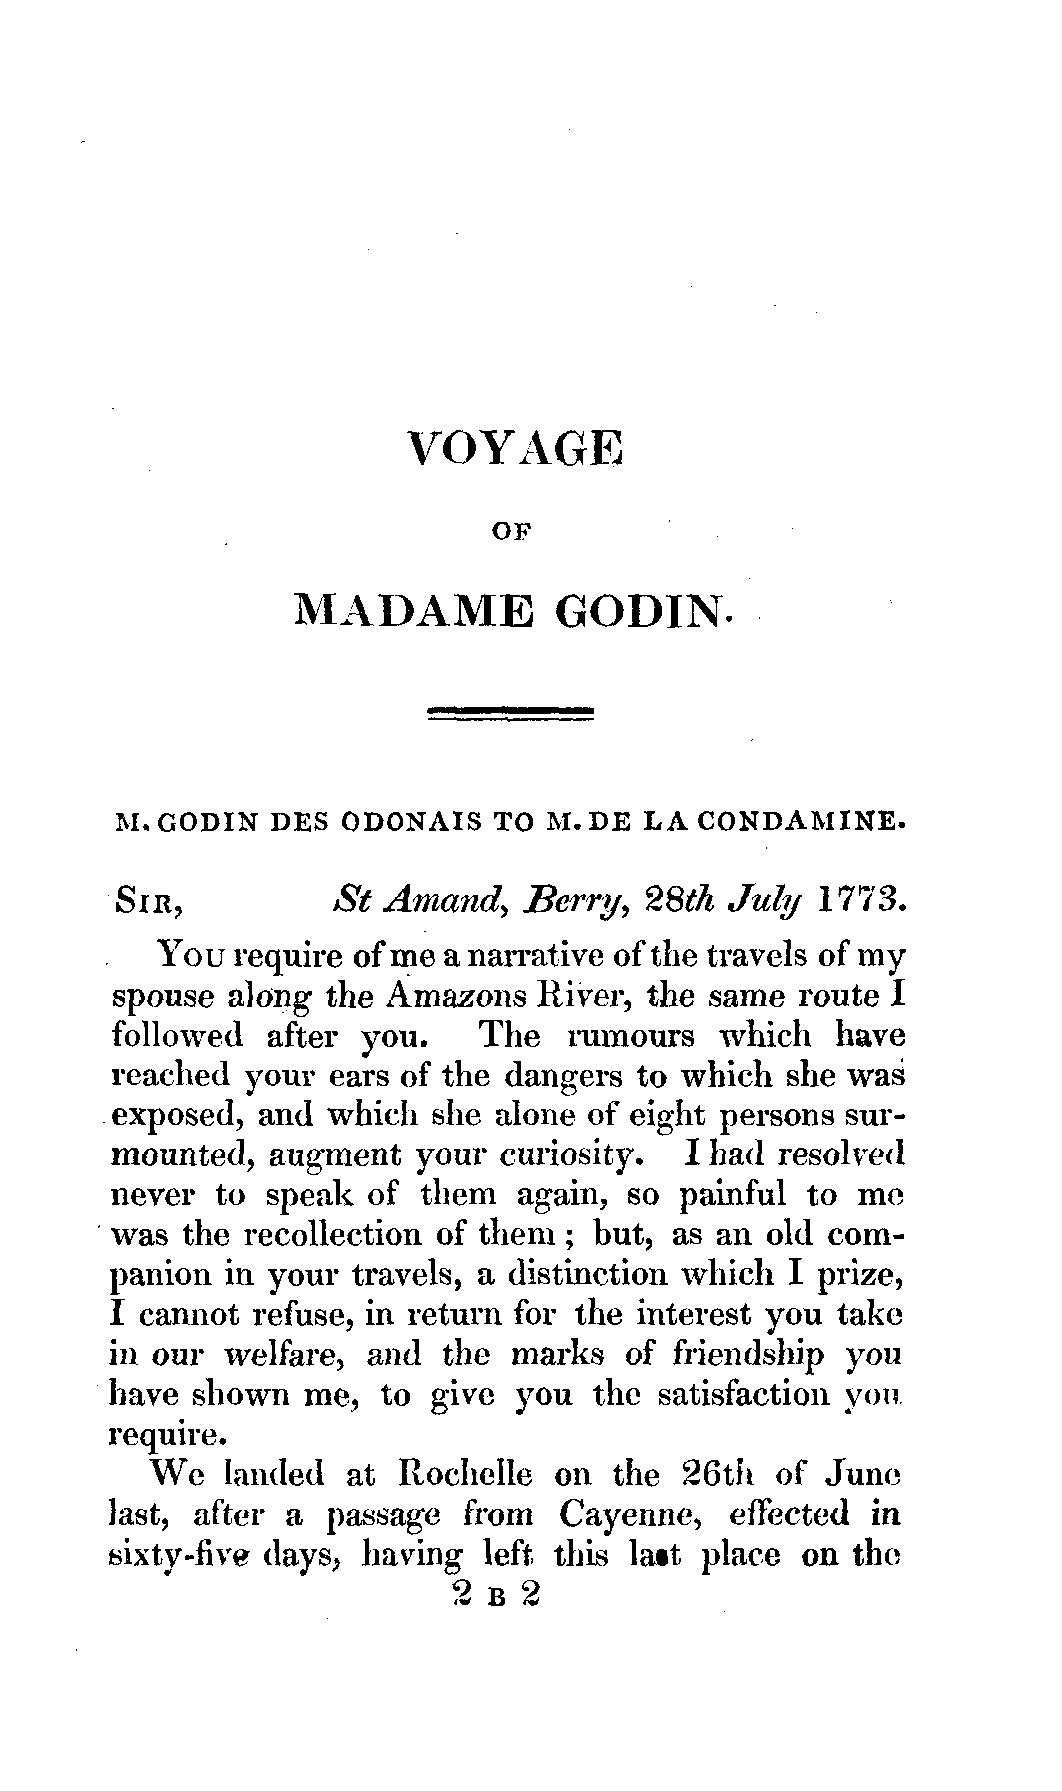 VOYAGE
OF
MADAME GODIN.
M. GODIN DES ODONAIS TO M. DE LA CONDAMINE.
SIR, St Amand, Berry, 28th July 1773.
YOU require of me a narrative of the travels of my
spouse along the Amazons River, the same route I
followed after you. The rumours which have
reached your ears of the dangers to which she was
exposed, and which she alone of eight persons sur-
mounted, augment your curiosity. I had resolved
never to speak of them again, so painful to me
was the recollection of them; but, as an old com-
panion in your travels, a distinction which I prize,
I cannot refuse, in return for the interest you take
in our welfare, and the marks of friendship you
have shown me, to give you the satisfaction you
require.
We landed at Rochelle on the 26th of June
last, after a passage from Cayenne, effected in
sixty-five days, having left this last place on the
2 B 2